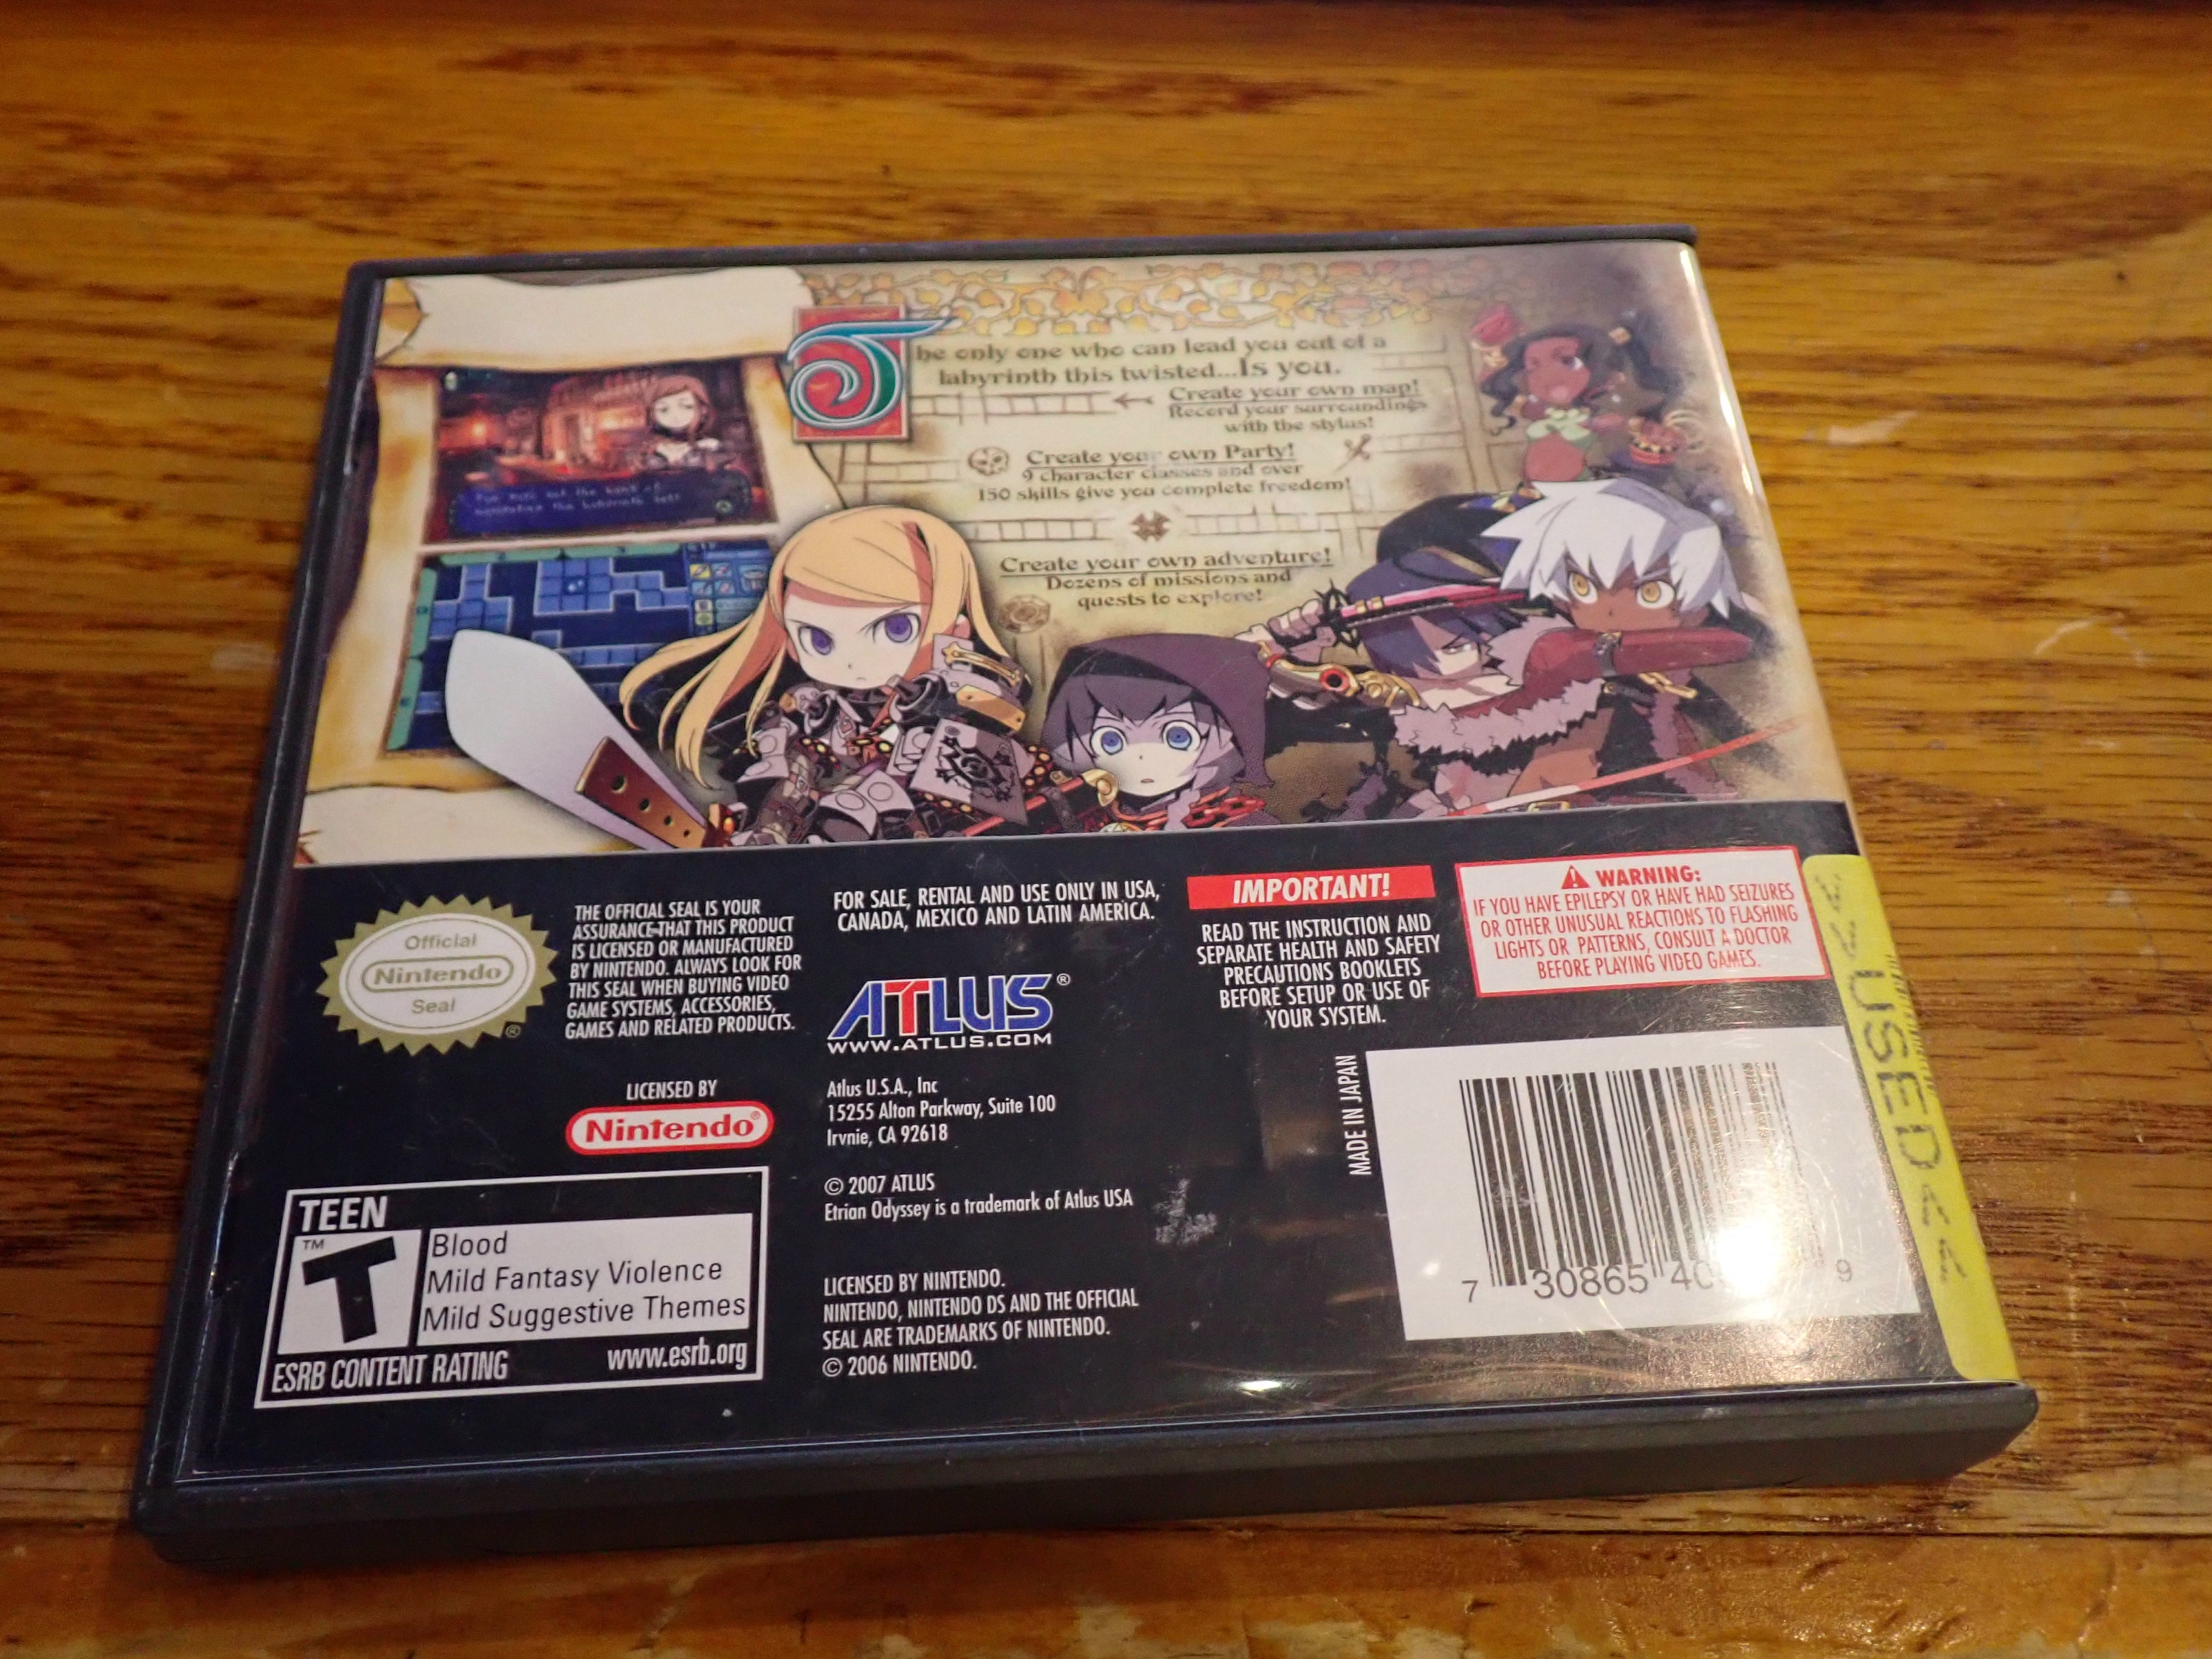 The only one who can lead you out of a
labyrinth this twisted...Is you.
Create your own map!
Record your surroundings
with the stylus!
Create your own Party!
9 character classes and over
150 skills give you complete freedom!
Create your own adventure!
Dozens of missions and
quests to explore!
Official
Nintendo
Seal
®
THE OFFICIAL SEAL IS YOUR
ASSURANCE THAT THIS PRODUCT
IS LICENSED OR MANUFACTURED
BY NINTENDO. ALWAYS LOOK FOR
THIS SEAL WHEN BUYING VIDEO
GAME SYSTEMS, ACCESSORIES,
GAMES AND RELATED PRODUCTS.
LICENSED BY
Nintendo®
TEEN
™
T
Blood
Mild Fantasy Violence
Mild Suggestive Themes
ESRB CONTENT RATING www.esrb.org
FOR SALE, RENTAL AND USE ONLY IN USA,
CANADA, MEXICO AND LATIN AMERICA.
ATLUS®
WWW.ATLUS.COM
Atlus U.S.A., Inc
15255 Alton Parkway, Suite 100
Irvnie, CA 92618
© 2007 ATLUS
Etrian Odyssey is a trademark of Atlus USA
LICENSED BY NINTENDO.
NINTENDO, NINTENDO DS AND THE OFFICIAL
SEAL ARE TRADEMARKS OF NINTENDO.
© 2006 NINTENDO.
IMPORTANT!
READ THE INSTRUCTION AND
SEPARATE HEALTH AND SAFETY
PRECAUTIONS BOOKLETS
BEFORE SETUP OR USE OF
YOUR SYSTEM.
WARNING:
IF YOU HAVE EPILEPSY OR HAVE HAD SEIZURES
OR OTHER UNUSUAL REACTIONS TO FLASHING
LIGHTS OR PATTERNS, CONSULT A DOCTOR
BEFORE PLAYING VIDEO GAMES.
MADE IN JAPAN
7 30865 40 9
USED